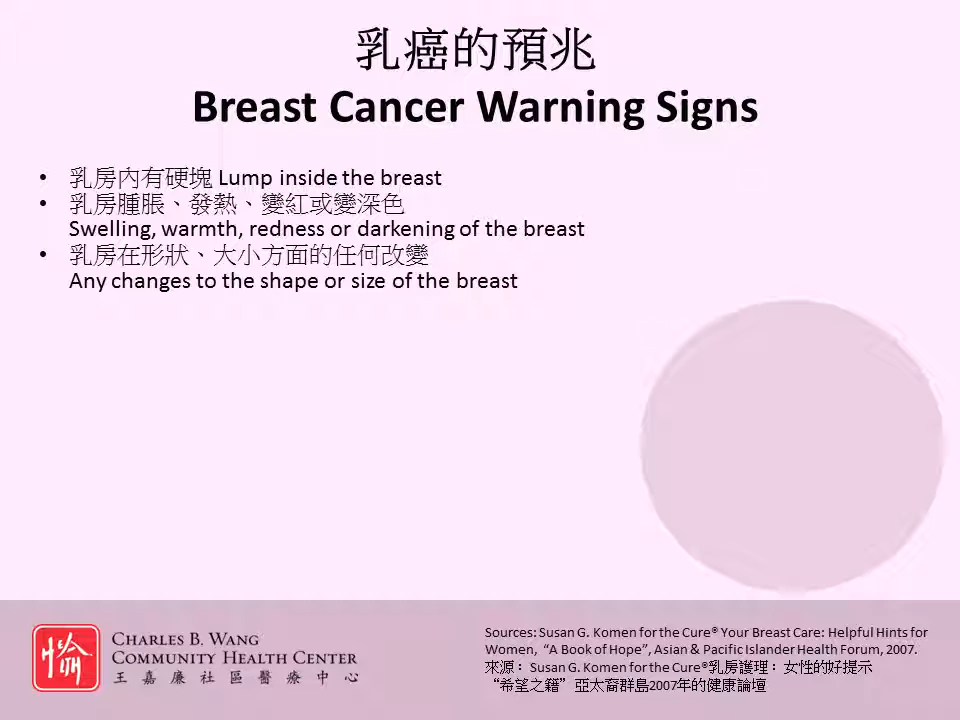 乳癌的預兆
Breast Cancer Warning Signs
• 乳房內有硬塊 Lump inside the breast
• 乳房腫脹、發熱、變紅或變深色
Swelling, warmth, redness or darkening of the breast
• 乳房在形狀、大小方面的任何改變
Any changes to the shape or size of the breast
Sources: Susan G. Komen for the Cure® Your Breast Care: Helpful Hints for
Women, “A Book of Hope”, Asian & Pacific Islander Health Forum, 2007.
來源： Susan G. Komen for the Cure®乳房護理： 女性的好提示
“希望之籍”亞太裔群島2007年的健康論壇
CHARLES B. WANG
COMMUNITY HEALTH CENTER
王嘉廉社區醫療中心